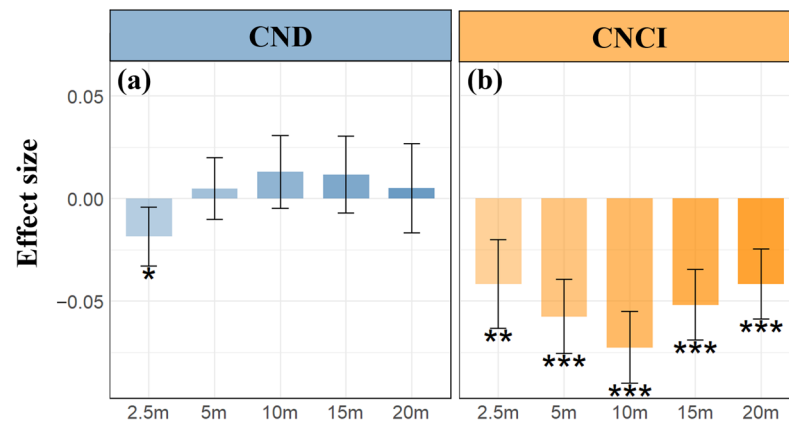 CND
CNCI
(a)
(b)
Effect size
0.05
0.00
−0.05
*
**
***
***
***
***
2.5m
5m
10m
15m
20m
2.5m
5m
10m
15m
20m